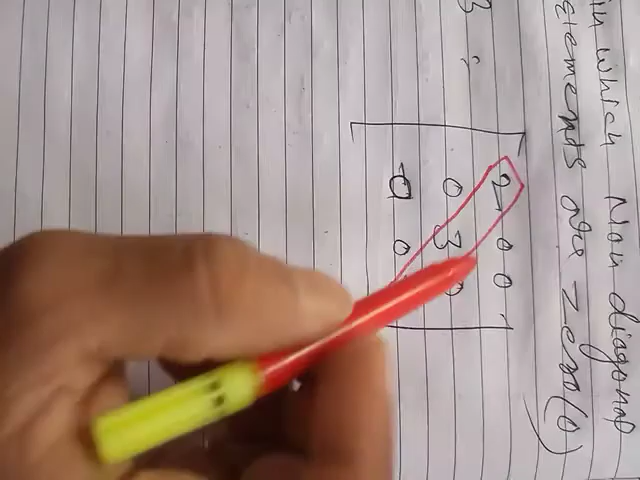 in which Non diagonal
elements are zero(0)
B :
2 0 0
0 3 0
0 0